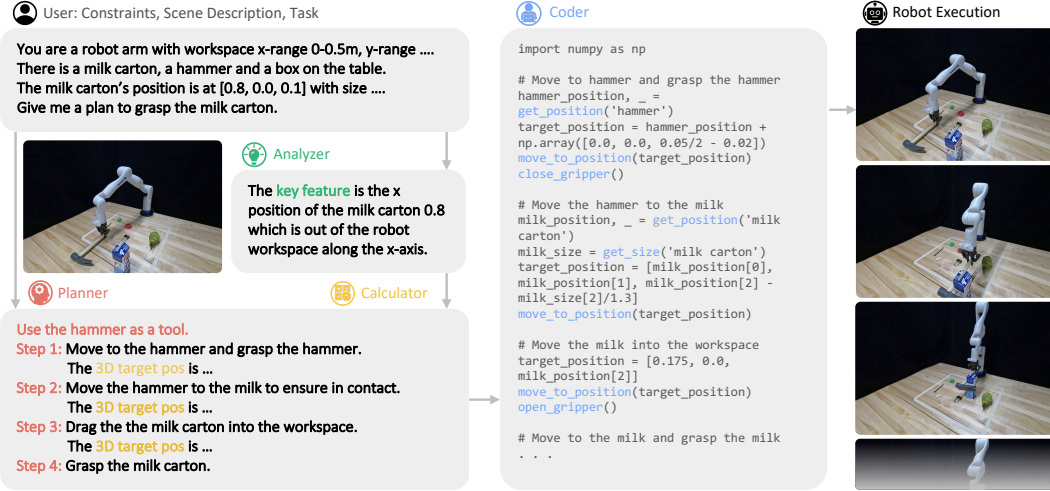 User: Constraints, Scene Description, Task
You are a robot arm with workspace x-range 0-0.5m, y-range ....
There is a milk carton, a hammer and a box on the table.
The milk carton's position is at [0.8, 0.0, 0.1] with size ....
Give me a plan to grasp the milk carton.
Analyzer
The key feature is the x
position of the milk carton 0.8
which is out of the robot
workspace along the x-axis.
Planner
Calculator
Use the hammer as a tool.
Step 1: Move to the hammer and grasp the hammer.
The 3D target pos is ...
Step 2: Move the hammer to the milk to ensure in contact.
The 3D target pos is ...
Step 3: Drag the the milk carton into the workspace.
The 3D target pos is ...
Step 4: Grasp the milk carton.
Coder
import numpy as np
# Move to hammer and grasp the hammer
hammer_position, _ =
get_position('hammer')
target_position = hammer_position +
np.array([0.0, 0.0, 0.05/2 - 0.02])
move_to_position(target_position)
close_gripper()
# Move the hammer to the milk
milk_position, _ = get_position('milk
carton')
milk_size = get_size('milk carton')
target_position = [milk_position[0],
milk_position[1], milk_position[2] -
milk_size[2]/1.3]
move_to_position(target_position)
# Move the milk into the workspace
target_position = [0.175, 0.0,
milk_position[2]]
move_to_position(target_position)
open_gripper()
# Move to the milk and grasp the milk
. . .
Robot Execution